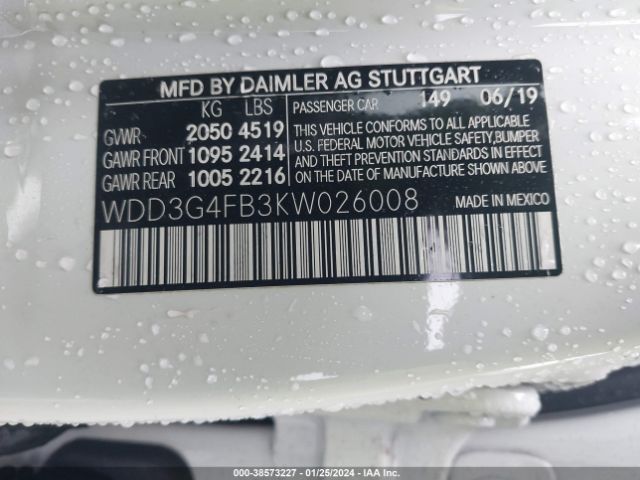 MFD BY DAIMLER AG STUTTGART
KG LBS PASSENGER CAR 149 06/19
GVWR 2050 4519 THIS VEHICLE CONFORMS TO ALL APPLICABLE
U.S. FEDERAL MOTOR VEHICLE SAFETY, BUMPER
GAWR FRONT 1095 2414 AND THEFT PREVENTION STANDARDS IN EFFECT
GAWR REAR 1005 2216 ON THE DATE OF MANUFACTURE SHOWN ABOVE.
WDD3G4FB3KW026008 MADE IN MEXICO
000-38573227 - 01/25/2024 - IAA Inc.